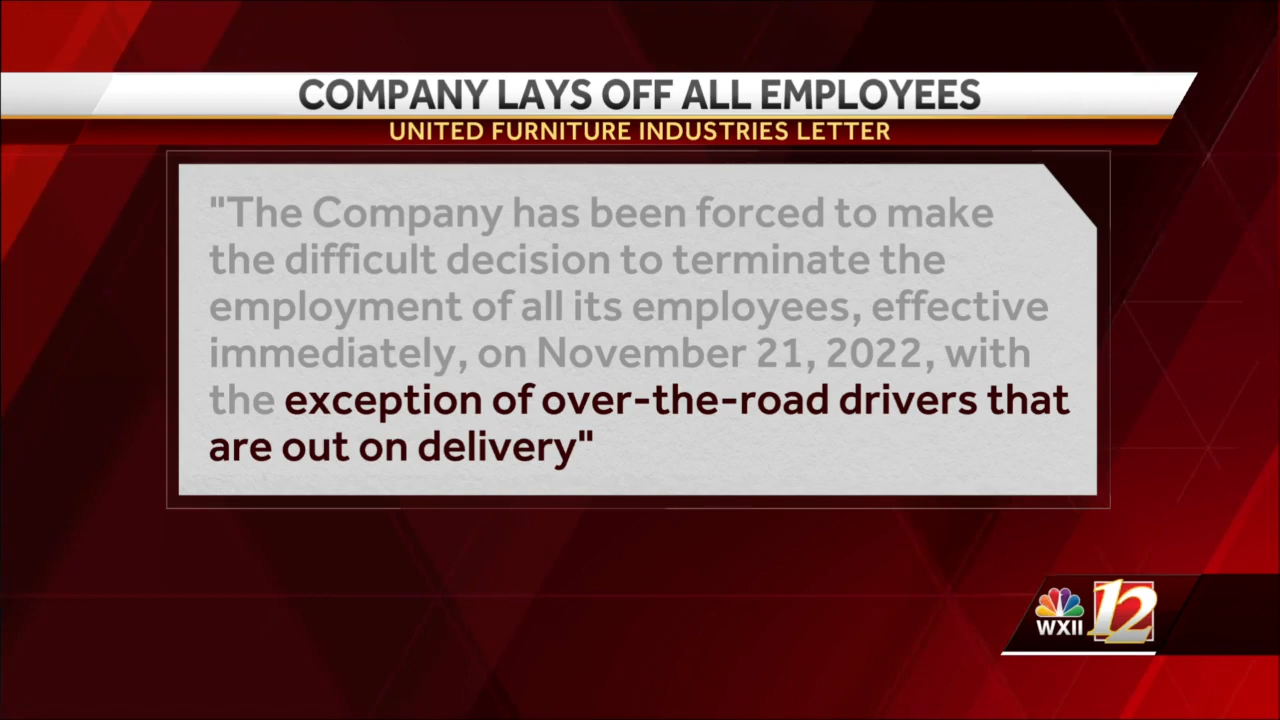 COMPANY LAYS OFF ALL EMPLOYEES
UNITED FURNITURE INDUSTRIES LETTER
"The Company has been forced to make
the difficult decision to terminate the
employment of all its employees, effective
immediately, on November 21, 2022, with
the exception of over-the-road drivers that
are out on delivery"
WXII 12